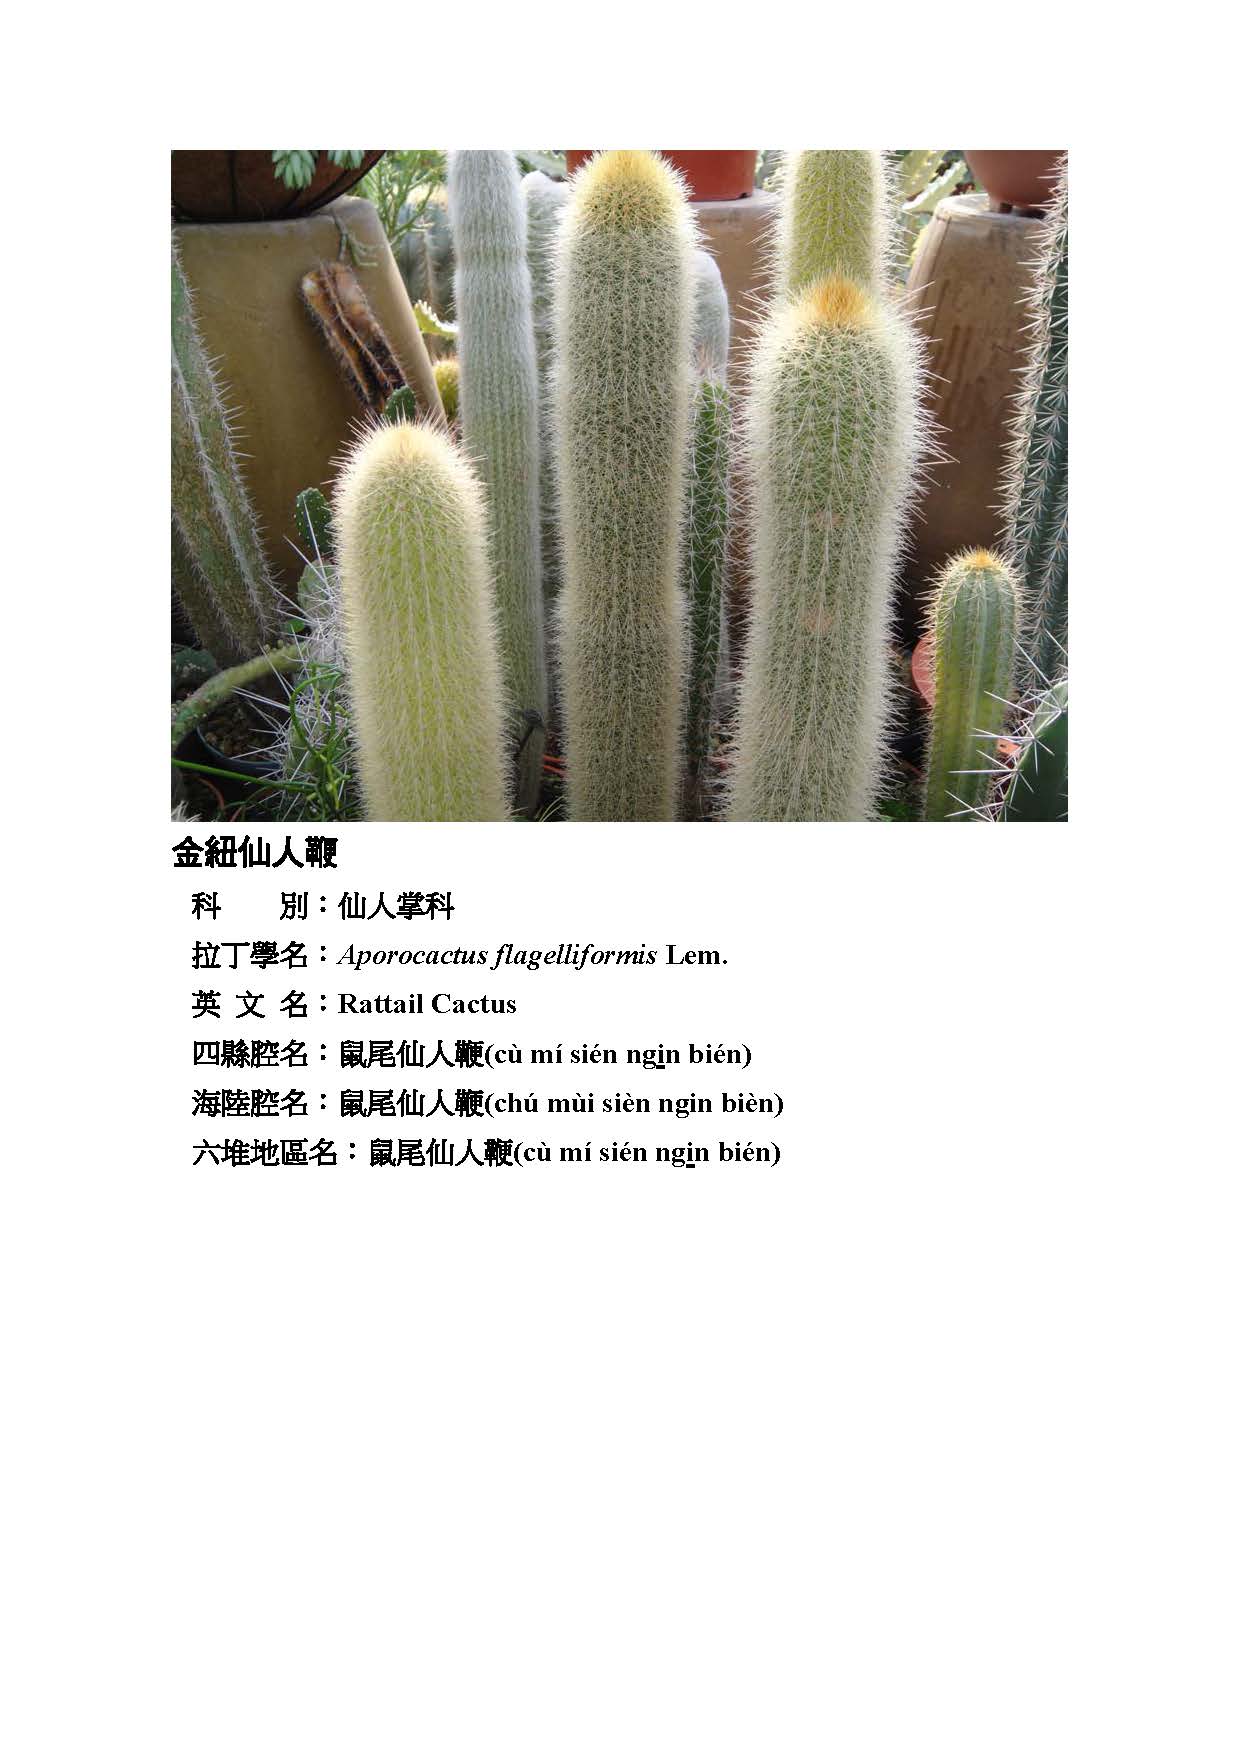 金紐仙人鞭
科　　別：仙人掌科
拉丁學名：Aporocactus flagelliformis Lem.
英 文 名：Rattail Cactus
四縣腔名：鼠尾仙人鞭(cù mí sién ngin bién)
海陸腔名：鼠尾仙人鞭(chú mùi sièn ngin bièn)
六堆地區名：鼠尾仙人鞭(cù mí sién ngin bién)